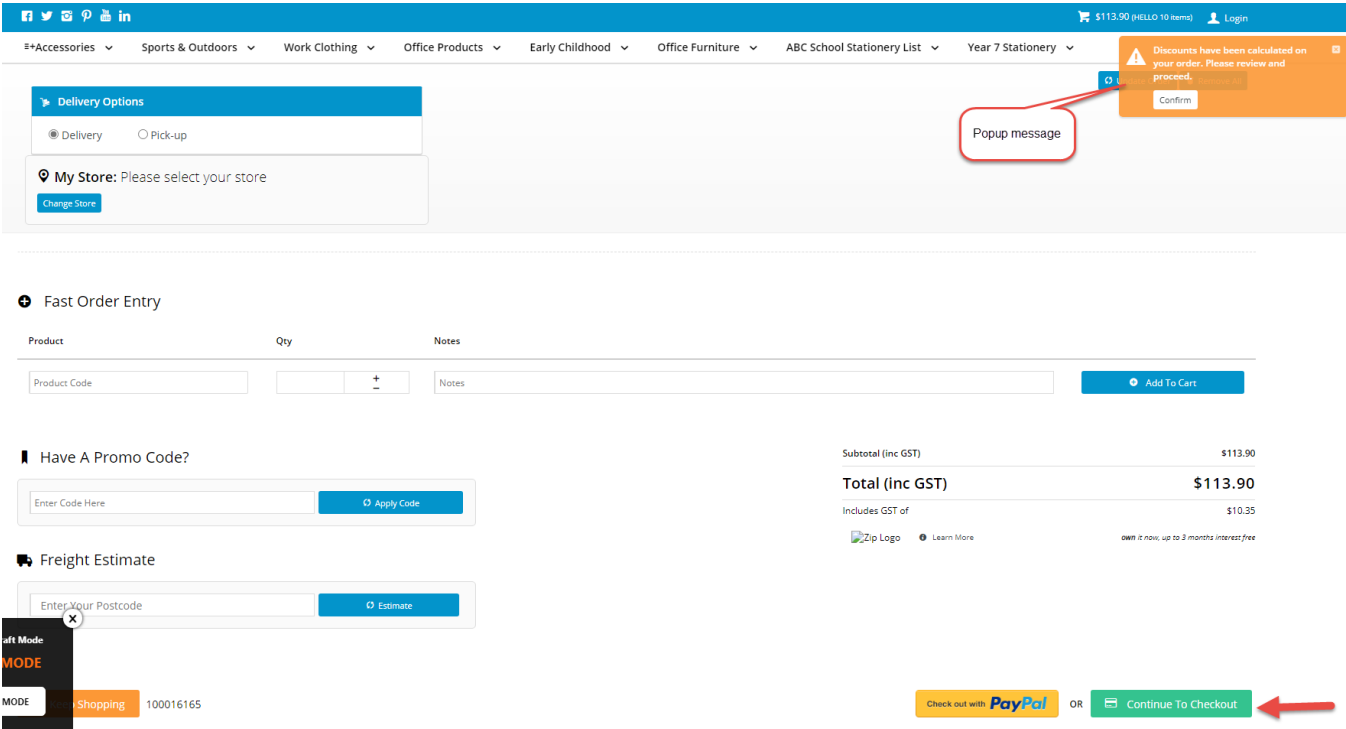 $113.90 (HELLO 10 items) Login
Accessories Sports & Outdoors Work Clothing Office Products Early Childhood Office Furniture ABC School Stationery List Year 7 Stationery
Discounts have been calculated on
your order. Please review and
proceed.
Confirm
Delivery Options
Delivery Pick-up
Popup message
My Store: Please select your store
Change Store
Fast Order Entry
Product Qty Notes
Product Code + − Notes Add To Cart
Have A Promo Code?
Enter Code Here Apply Code
Subtotal (inc GST) $113.90
Total (inc GST) $113.90
Includes GST of $10.35
Zip Logo Learn More own it now, up to 3 months interest free
Freight Estimate
Enter Your Postcode Estimate
x
raft Mode
MODE
MODE
Shopping 100016165
Check out with PayPal OR Continue To Checkout